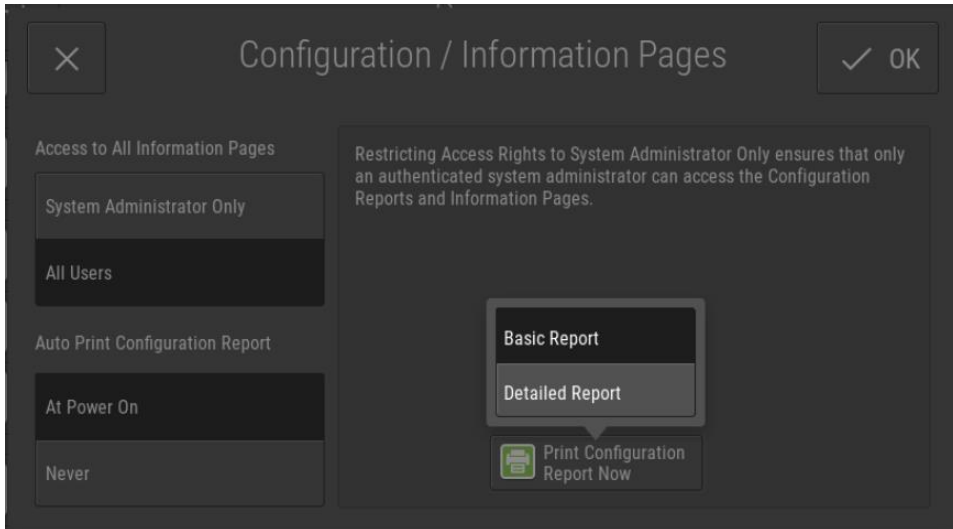 Configuration / Information Pages
OK
Access to All Information Pages
System Administrator Only
All Users
Auto Print Configuration Report
At Power On
Never
Restricting Access Rights to System Administrator Only ensures that only
an authenticated system administrator can access the Configuration
Reports and Information Pages.
Basic Report
Detailed Report
Print Configuration
Report Now